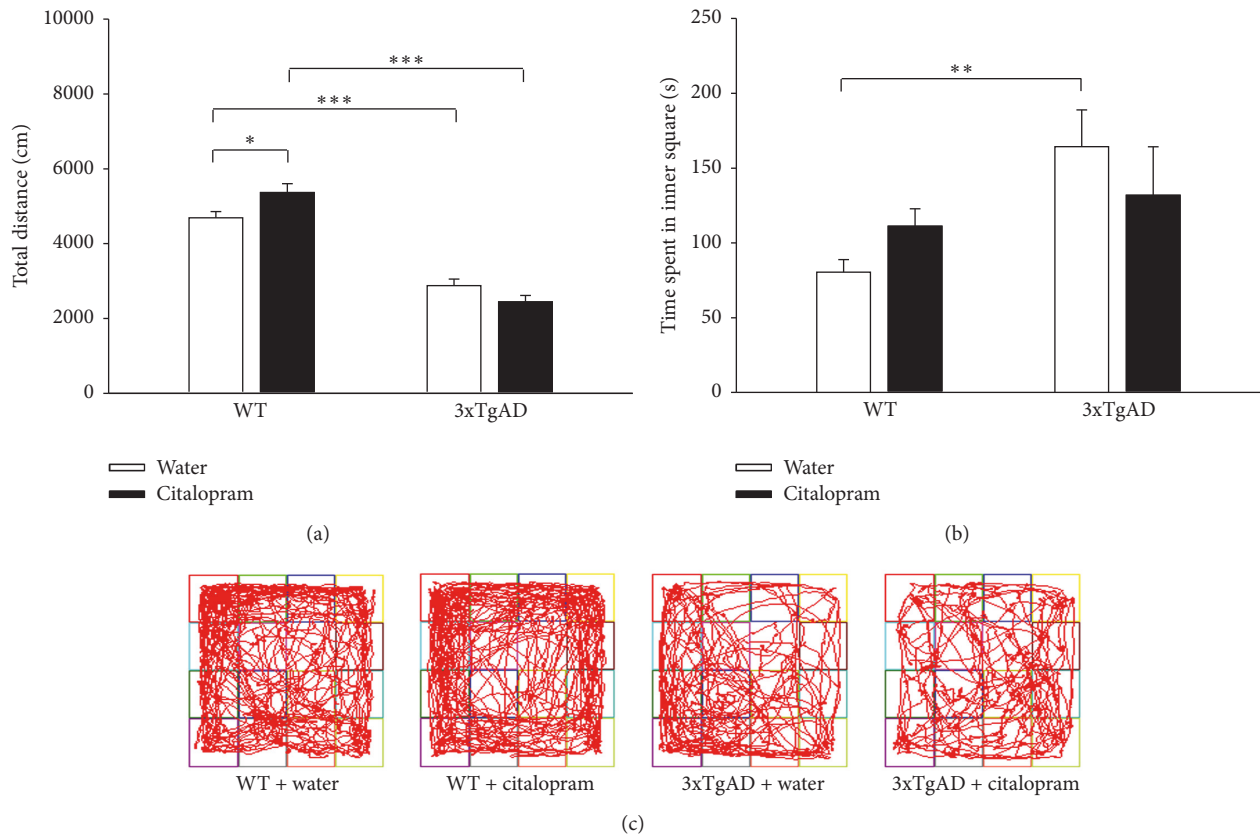 10000
8000
6000
4000
2000
0
Total distance (cm)
***
***
*
WT
3xTgAD
Water
Citalopram
(a)
250
200
150
100
50
0
Time spent in inner square (s)
**
WT
3xTgAD
Water
Citalopram
(b)
WT + water
WT + citalopram
3xTgAD + water
3xTgAD + citalopram
(c)